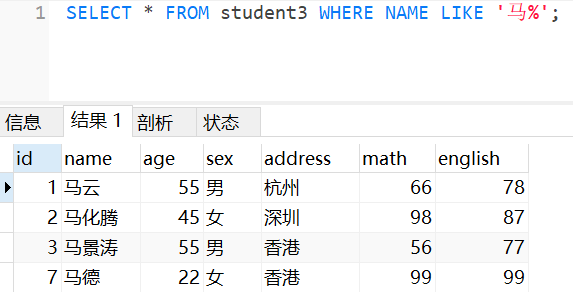 1 SELECT * FROM student3 WHERE NAME LIKE '马%';
信息 结果 1 剖析 状态
id name age sex address math english
1 马云 55 男 杭州 66 78
2 马化腾 45 女 深圳 98 87
3 马景涛 55 男 香港 56 77
7 马德 22 女 香港 99 99